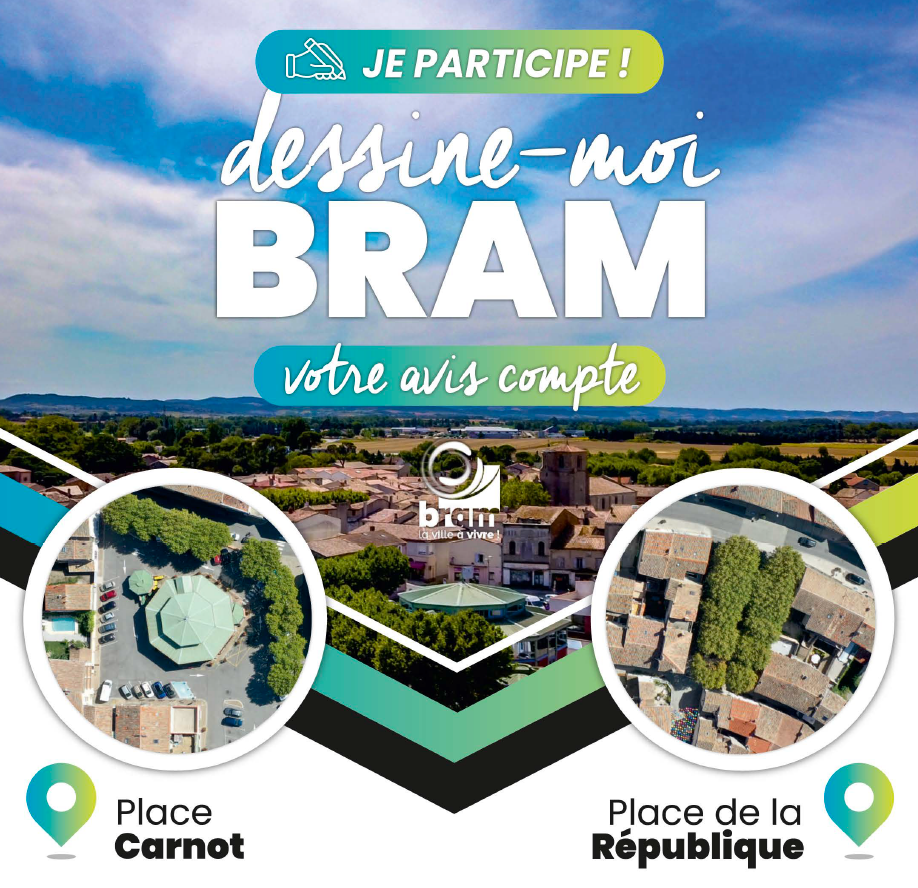 JE PARTICIPE !
dessine-moi
BRAM
votre avis compte
bram
la ville à vivre !
Place
Carnot
Place de la
République